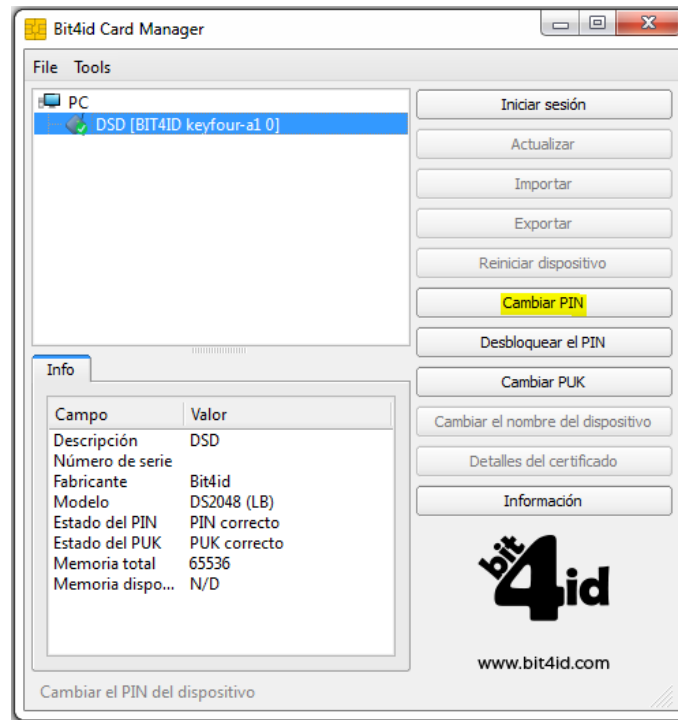 Bit4id Card Manager
File Tools
PC
DSD [BIT4ID keyfour-a1 0]
Iniciar sesión
Actualizar
Importar
Exportar
Reiniciar dispositivo
Cambiar PIN
Desbloquear el PIN
Cambiar PUK
Cambiar el nombre del dispositivo
Detalles del certificado
Información
Info
Campo Valor
Descripción DSD
Número de serie
Fabricante Bit4id
Modelo DS2048 (LB)
Estado del PIN PIN correcto
Estado del PUK PUK correcto
Memoria total 65536
Memoria dispo... N/D
bit4id
www.bit4id.com
Cambiar el PIN del dispositivo